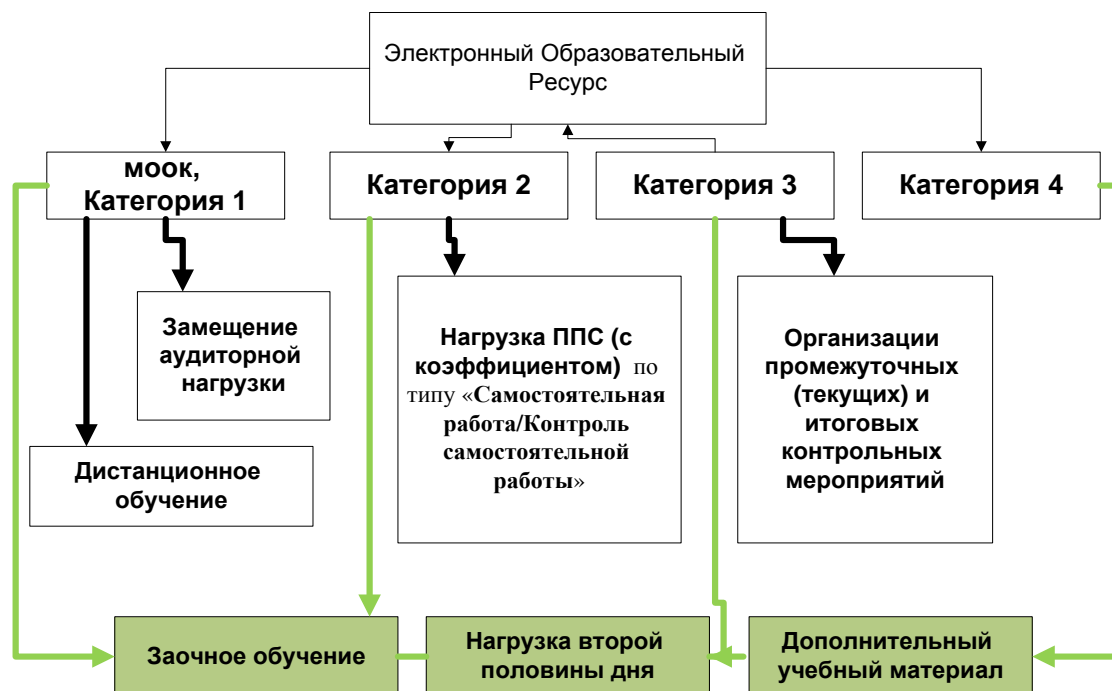 Электронный Образовательный
Ресурс
моок,
Категория 1
Категория 2
Категория 3
Категория 4
Замещение
аудиторной
нагрузки
Нагрузка ППС (с
коэффициентом) по
типу «Самостоятельная
работа/Контроль
самостоятельной
работы»
Организации
промежуточных
(текущих) и
итоговых
контрольных
мероприятий
Дистанционное
обучение
Заочное обучение
Нагрузка второй
половины дня
Дополнительный
учебный материал